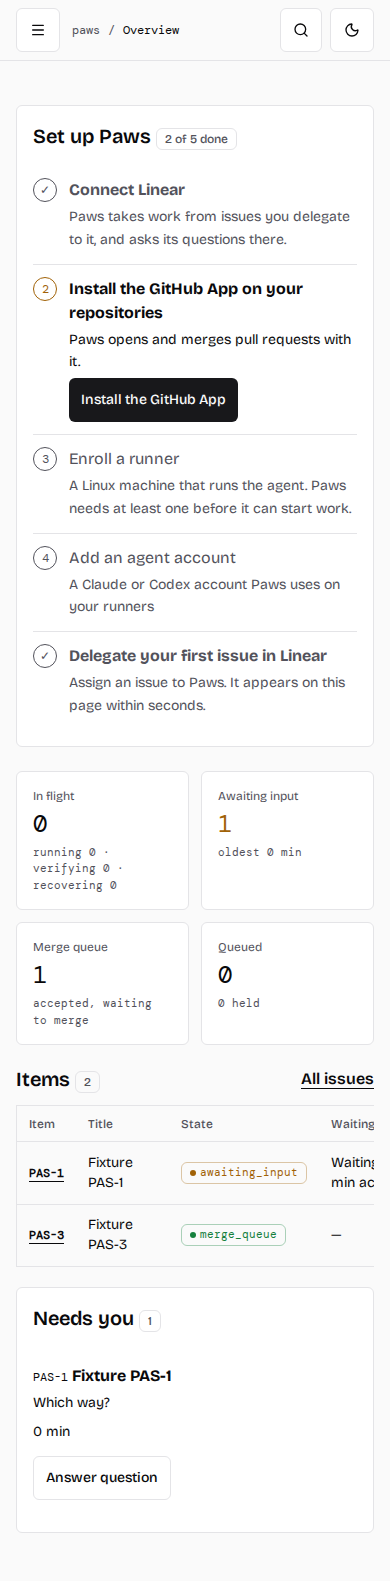 paws / Overview
Set up Paws 2 of 5 done
✓ Connect Linear
Paws takes work from issues you delegate
to it, and asks its questions there.
2 Install the GitHub App on your
repositories
Paws opens and merges pull requests with
it.
Install the GitHub App
3 Enroll a runner
A Linux machine that runs the agent. Paws
needs at least one before it can start work.
4 Add an agent account
A Claude or Codex account Paws uses on
your runners
✓ Delegate your first issue in Linear
Assign an issue to Paws. It appears on this
page within seconds.
In flight
0
running 0 ·
verifying 0 ·
recovering 0
Awaiting input
1
oldest 0 min
Merge queue
1
accepted, waiting
to merge
Queued
0
0 held
Items 2 All issues
Item Title State Waiting
PAS-1 Fixture PAS-1 awaiting_input Waiting min ac
PAS-3 Fixture PAS-3 merge_queue —
Needs you 1
PAS-1 Fixture PAS-1
Which way?
0 min
Answer question